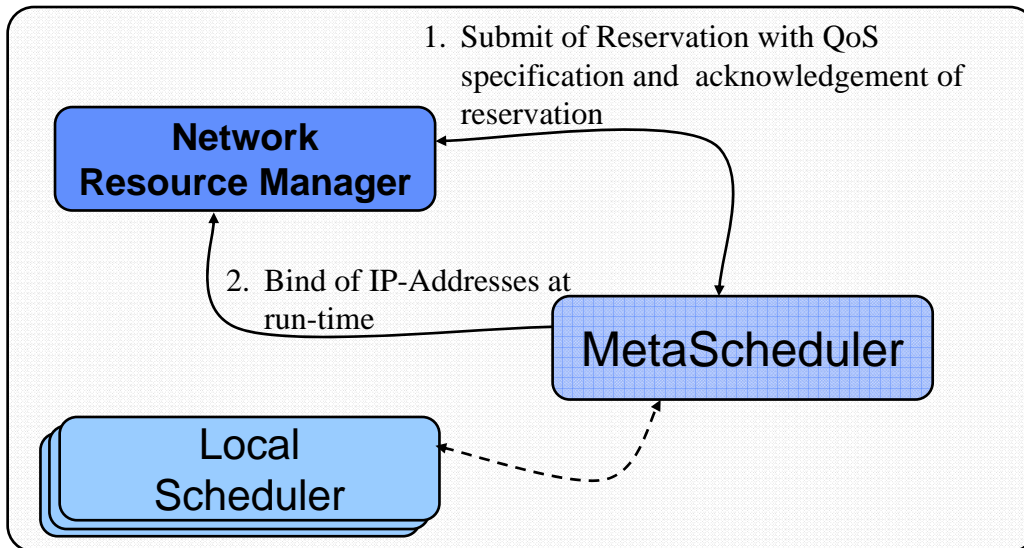 1. Submit of Reservation with QoS
specification and acknowledgement of
reservation
Network
Resource Manager
2. Bind of IP-Addresses at
run-time
MetaScheduler
Local
Scheduler